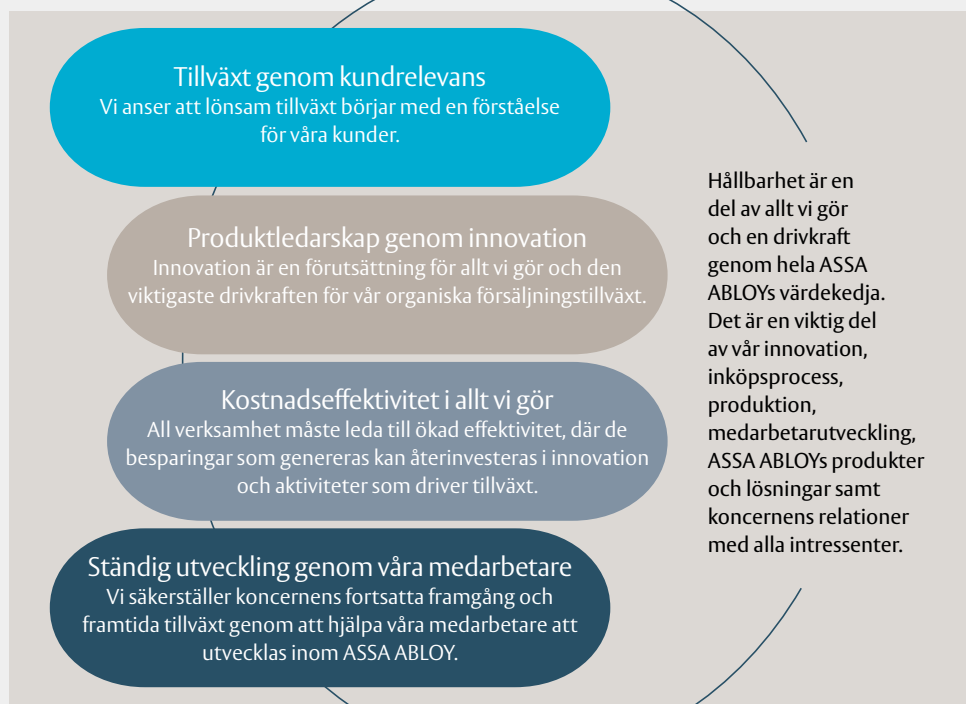 Tillväxt genom kundrelevans
Vi anser att lönsam tillväxt börjar med en förståelse
för våra kunder.
Produktledarskap genom innovation
Innovation är en förutsättning för allt vi gör och den
viktigaste drivkraften för vår organiska försäljningstillväxt.
Kostnadseffektivitet i allt vi gör
All verksamhet måste leda till ökad effektivitet, där de
besparingar som genereras kan återinvesteras i innovation
och aktiviteter som driver tillväxt.
Ständig utveckling genom våra medarbetare
Vi säkerställer koncernens fortsatta framgång och
framtida tillväxt genom att hjälpa våra medarbetare att
utvecklas inom ASSA ABLOY.
Hållbarhet är en
del av allt vi gör
och en drivkraft
genom hela ASSA
ABLOYs värdekedja.
Det är en viktig del
av vår innovation,
inköpsprocess,
produktion,
medarbetarutveckling,
ASSA ABLOYs produkter
och lösningar samt
koncernens relationer
med alla intressenter.